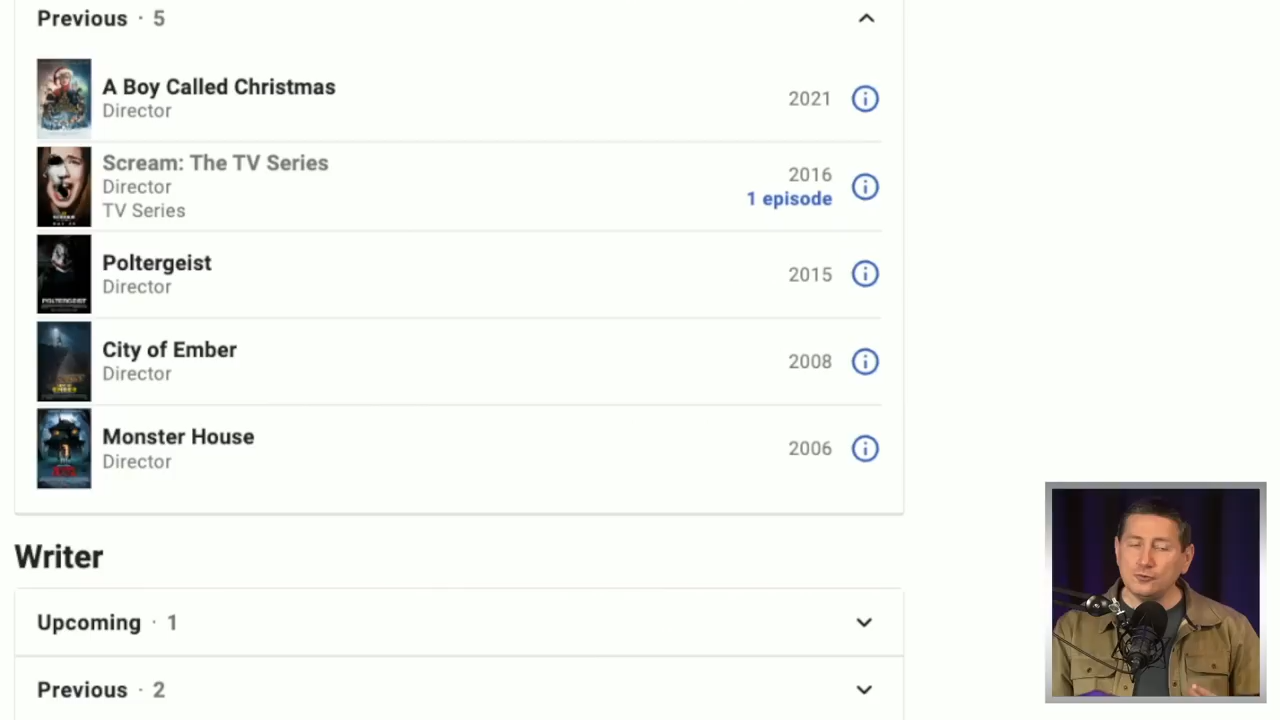 Previous · 5
A Boy Called Christmas
Director
2021
Scream: The TV Series
Director
TV Series
2016
1 episode
Poltergeist
Director
2015
POLTERGEIST
City of Ember
Director
2008
Monster House
Director
2006
Writer
Upcoming · 1
Previous · 2